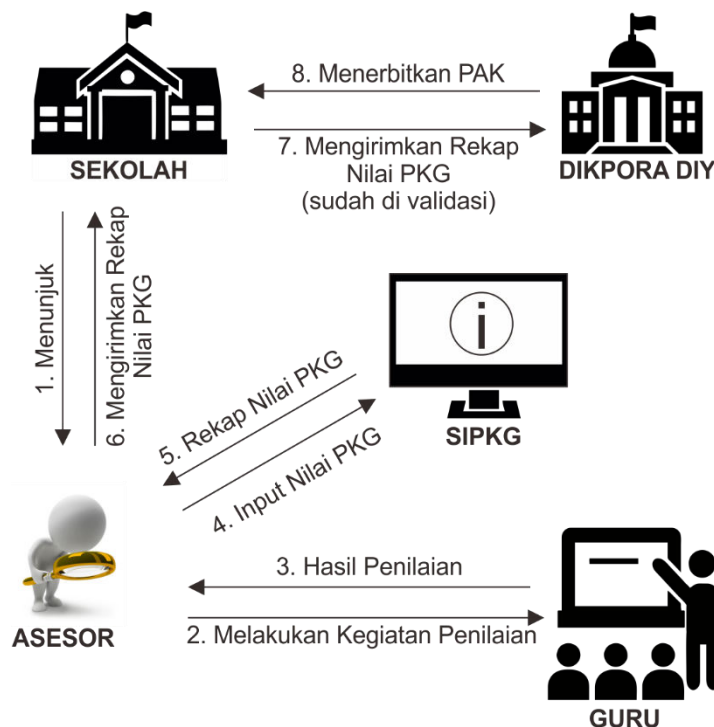 8. Menerbitkan PAK
7. Mengirimkan Rekap
Nilai PKG
(sudah di validasi)
SEKOLAH
DIKPORA DIY
1. Menunjuk
6. Mengirimkan Rekap
Nilai PKG
i
5. Rekap Nilai PKG
4. Input Nilai PKG
SIPKG
3. Hasil Penilaian
2. Melakukan Kegiatan Penilaian
ASESOR
GURU